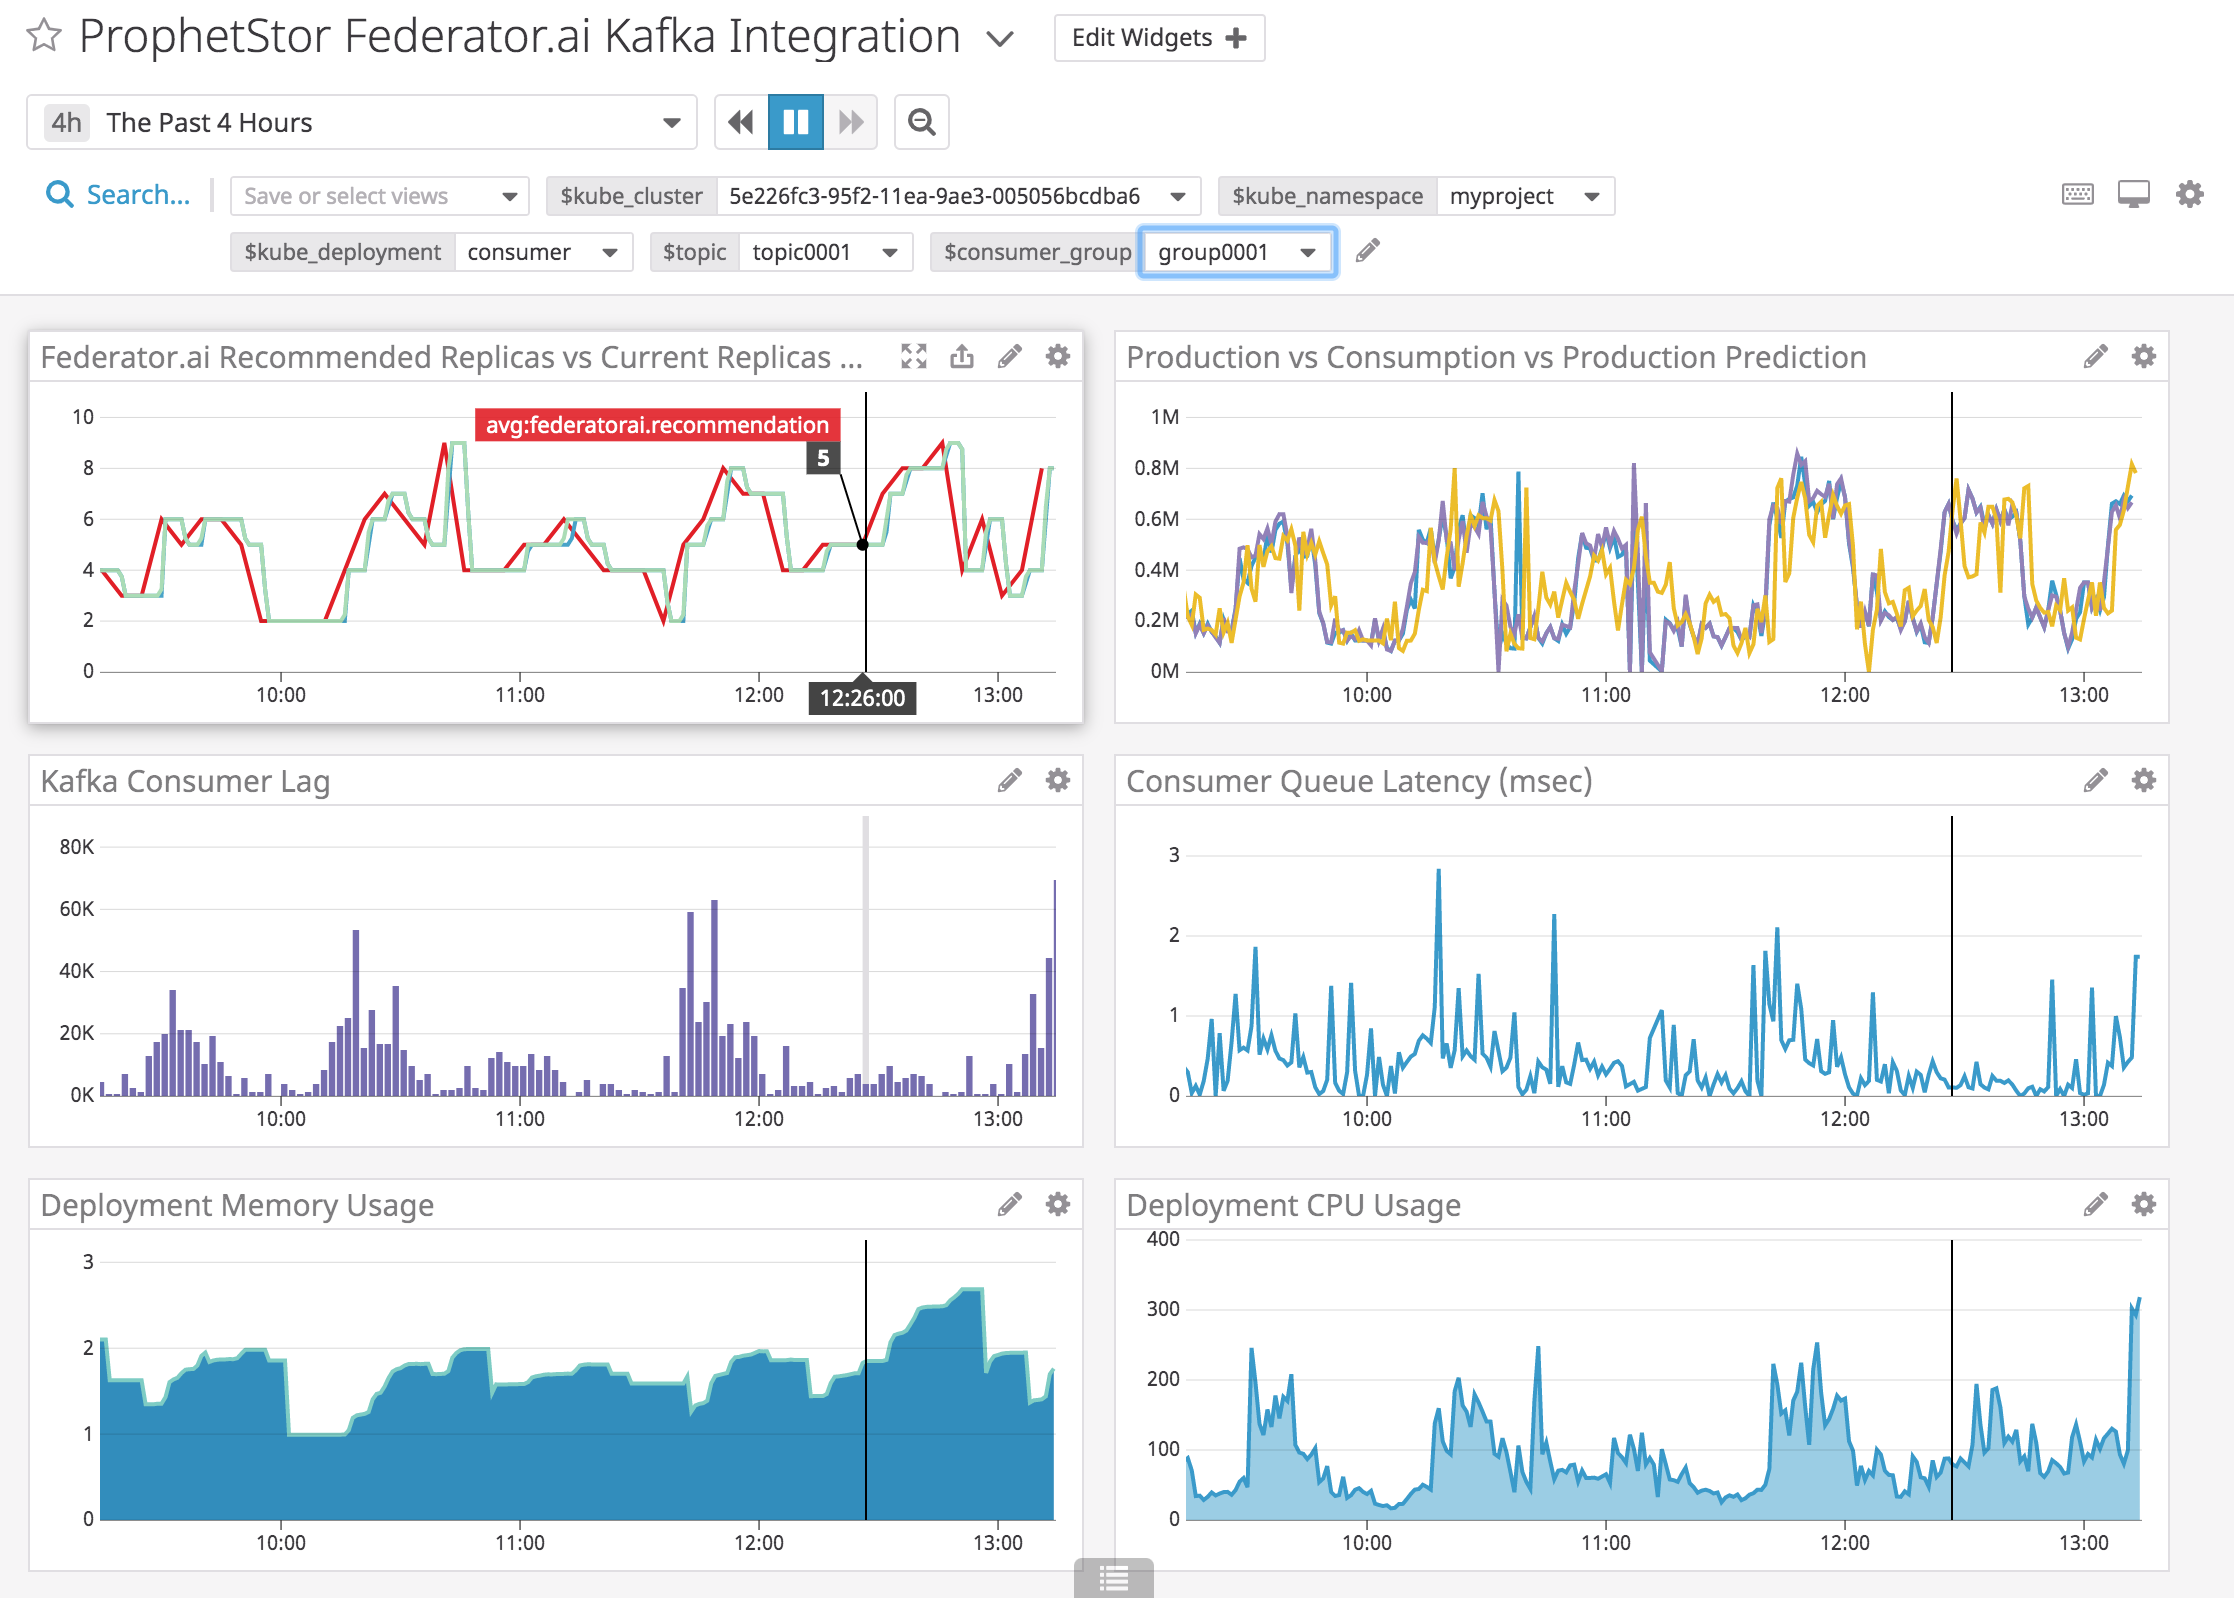 ProphetStor Federator.ai Kafka Integration
Edit Widgets
4h The Past 4 Hours
Search...
Save or select views
$kube_cluster 5e226fc3-95f2-11ea-9ae3-005056bcdba6
$kube_namespace myproject
$kube_deployment consumer
$topic topic0001
$consumer_group group0001
Federator.ai Recommended Replicas vs Current Replicas ...
10
8
6
4
2
0
avg:federatorai.recommendation
5
10:00 11:00 12:00 12:26:00 13:00
Production vs Consumption vs Production Prediction
1M
0.8M
0.6M
0.4M
0.2M
0M
10:00 11:00 12:00 13:00
Kafka Consumer Lag
80K
60K
40K
20K
0K
10:00 11:00 12:00 13:00
Consumer Queue Latency (msec)
3
2
1
0
10:00 11:00 12:00 13:00
Deployment Memory Usage
3
2
1
0
10:00 11:00 12:00 13:00
Deployment CPU Usage
400
300
200
100
0
10:00 11:00 12:00 13:00